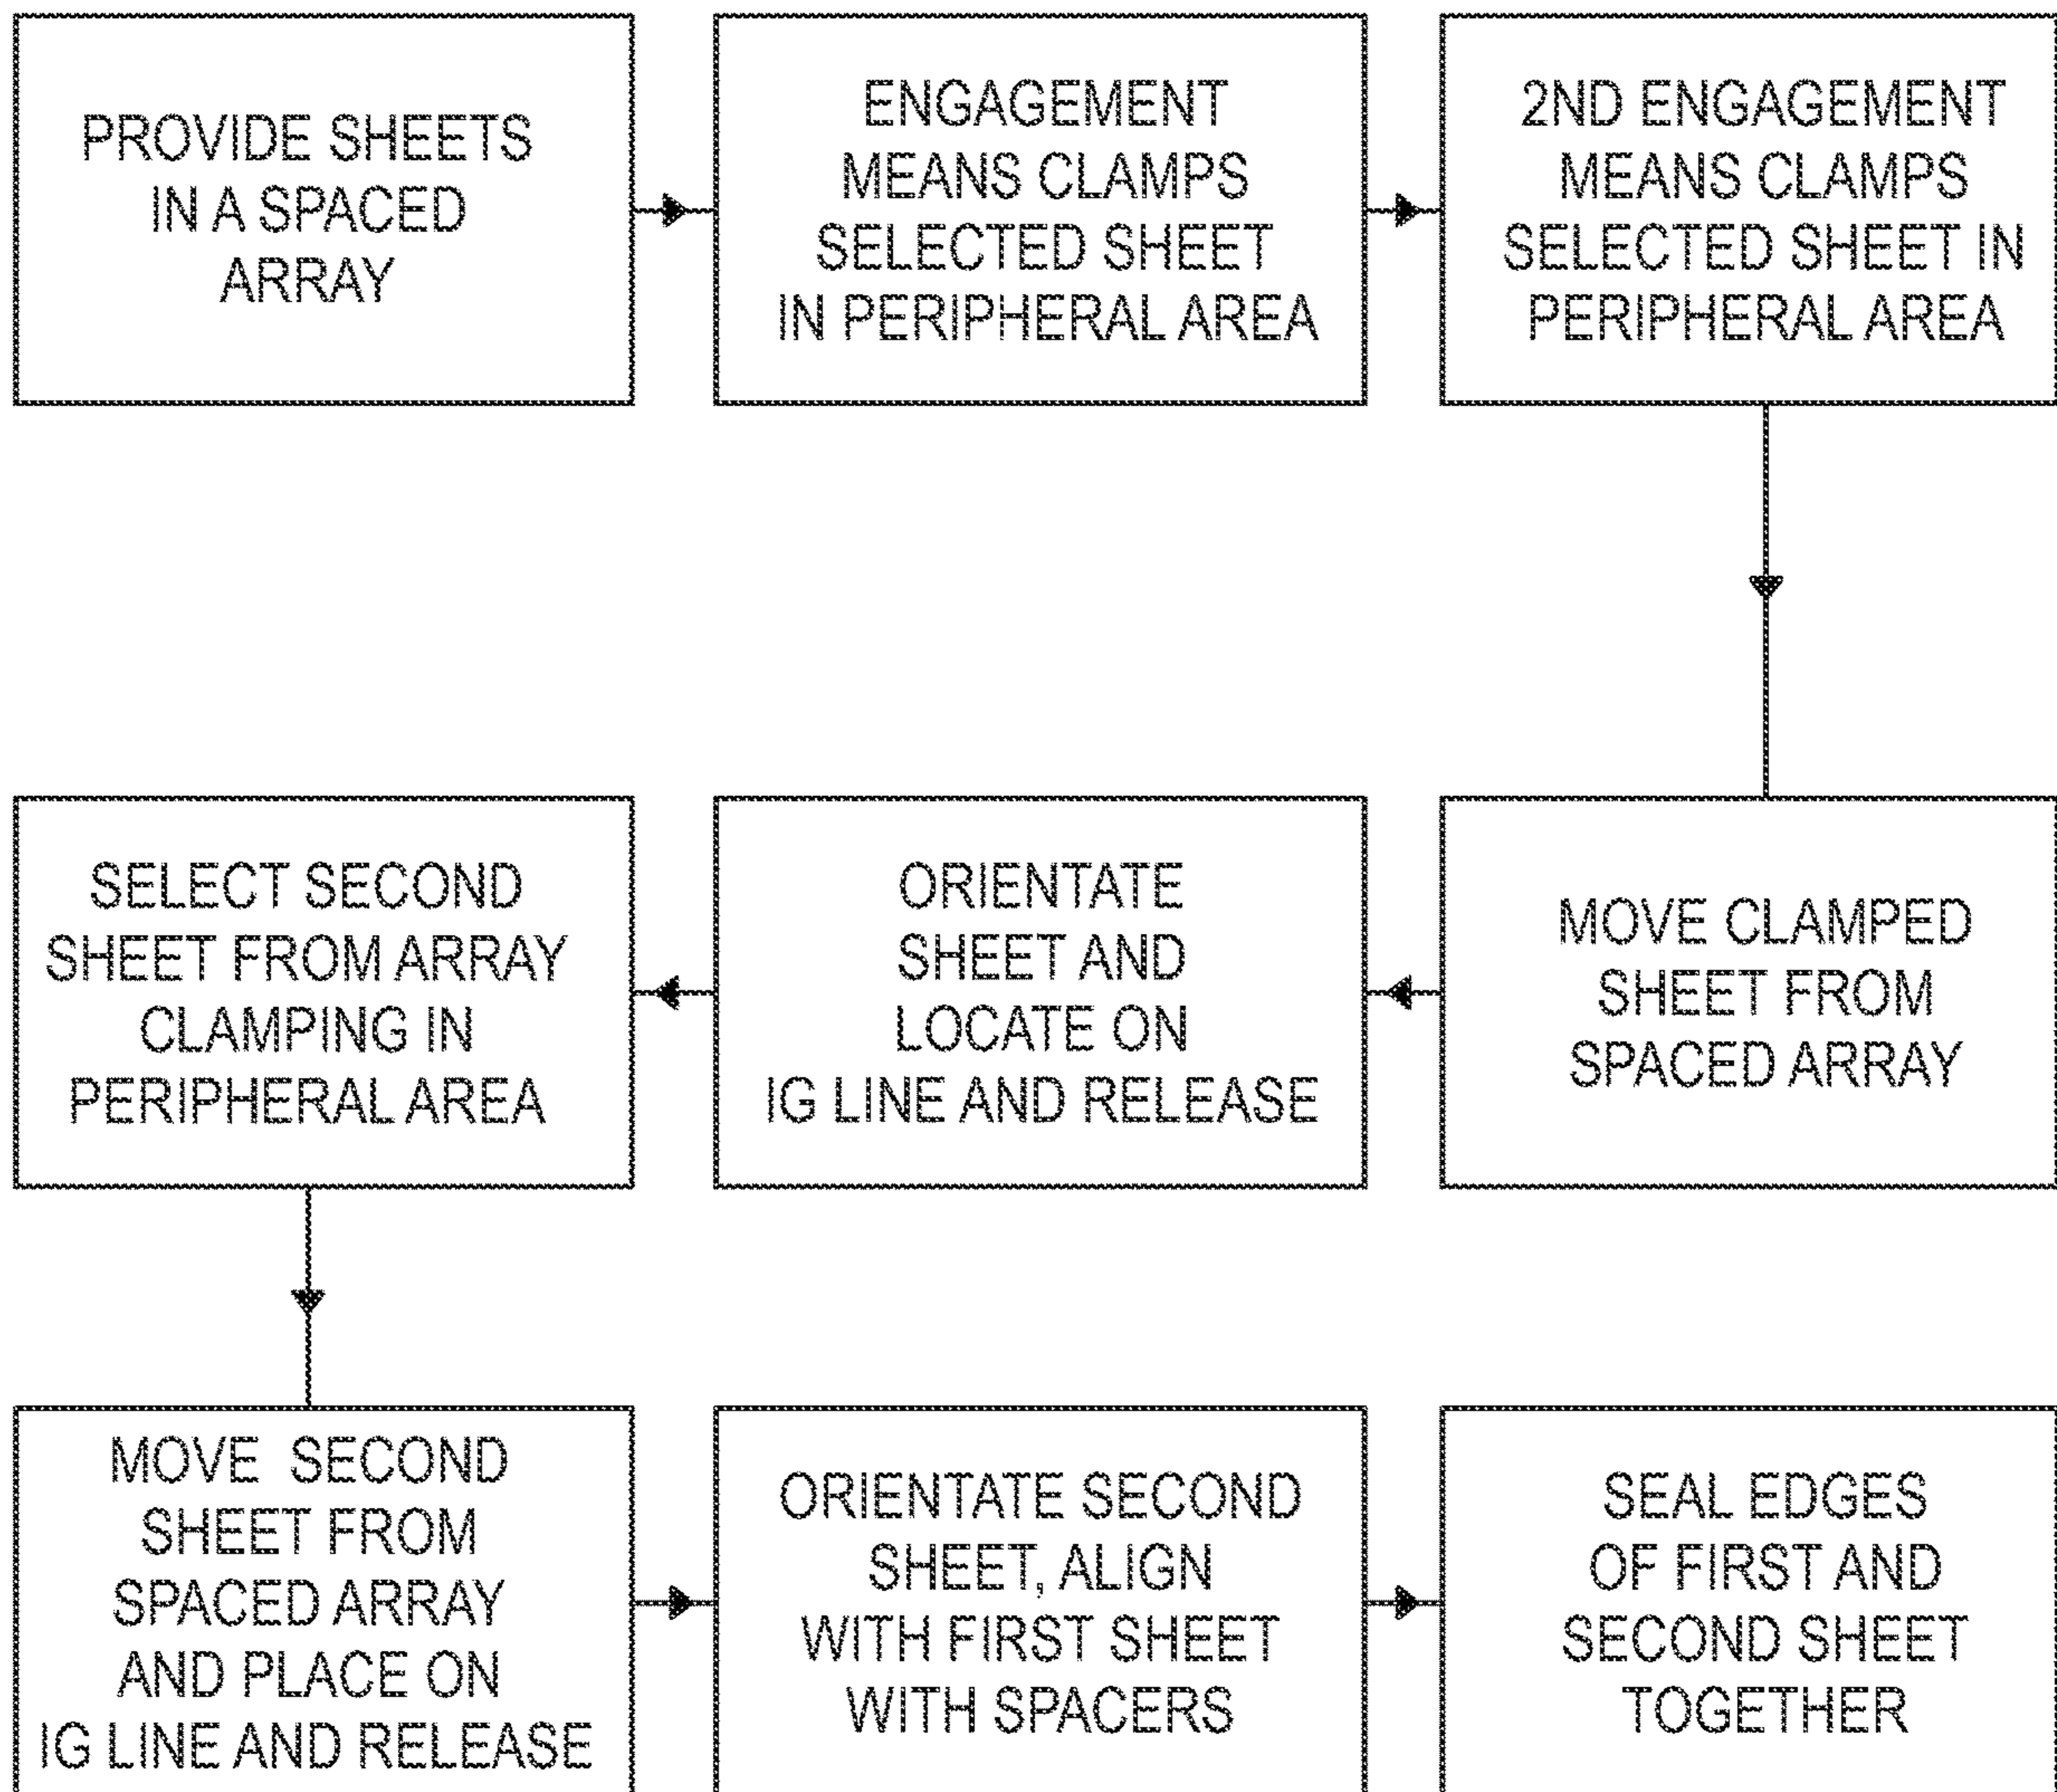 PROVIDE SHEETS
IN A SPACED
ARRAY
ENGAGEMENT
MEANS CLAMPS
SELECTED SHEET
IN PERIPHERAL AREA
2ND ENGAGEMENT
MEANS CLAMPS
SELECTED SHEET IN
PERIPHERAL AREA
MOVE CLAMPED
SHEET FROM
SPACED ARRAY
ORIENTATE
SHEET AND
LOCATE ON
IG LINE AND RELEASE
SELECT SECOND
SHEET FROM ARRAY
CLAMPING IN
PERIPHERAL AREA
MOVE SECOND
SHEET FROM
SPACED ARRAY
AND PLACE ON
IG LINE AND RELEASE
ORIENTATE SECOND
SHEET, ALIGN
WITH FIRST SHEET
WITH SPACERS
SEAL EDGES
OF FIRST AND
SECOND SHEET
TOGETHER